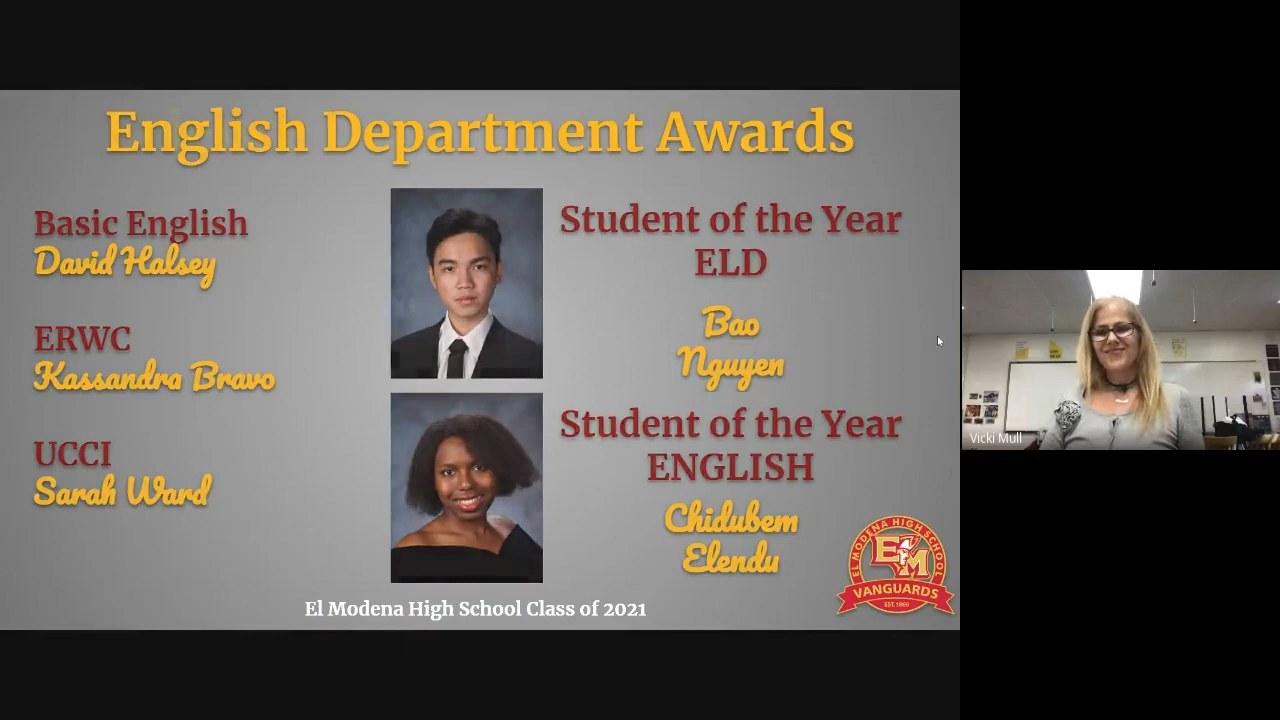 English Department Awards
Basic English
David Halsey
ERWC
Kassandra Bravo
UCCI
Sarah Ward
Student of the Year
ELD
Bao
Nguyen
Student of the Year
ENGLISH
Chidubem
Elendu
El Modena High School Class of 2021
EL MODENA HIGH SCHOOL
EM
VANGUARDS
EST. 1966
Vicki Mull